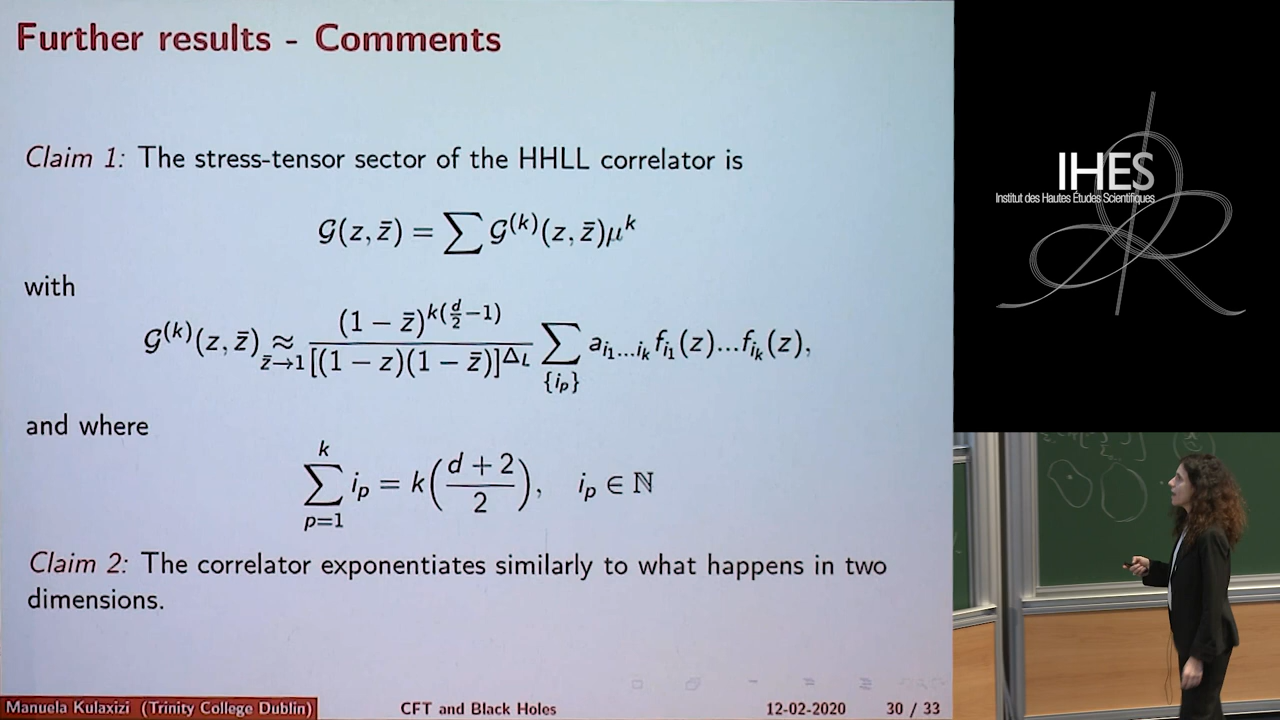 Further results - Comments
Claim 1: The stress-tensor sector of the HHLL correlator is
𝒢(z, z̄) = ∑ 𝒢^(k)(z, z̄)μ^k
with
𝒢^(k)(z, z̄) ≈_{z̄→1} (1 − z̄)^{k(d/2 −1)} / [(1 − z)(1 − z̄)]^{Δ_L} ∑_{{i_p}} a_{i_1...i_k} f_{i_1}(z)...f_{i_k}(z),
and where
∑_{p=1}^{k} i_p = k((d + 2)/2), i_p ∈ ℕ
Claim 2: The correlator exponentiates similarly to what happens in two
dimensions.
Manuela Kulaxizi (Trinity College Dublin) CFT and Black Holes 12-02-2020 30 / 33
IHES
Institut des Hautes Études Scientifiques